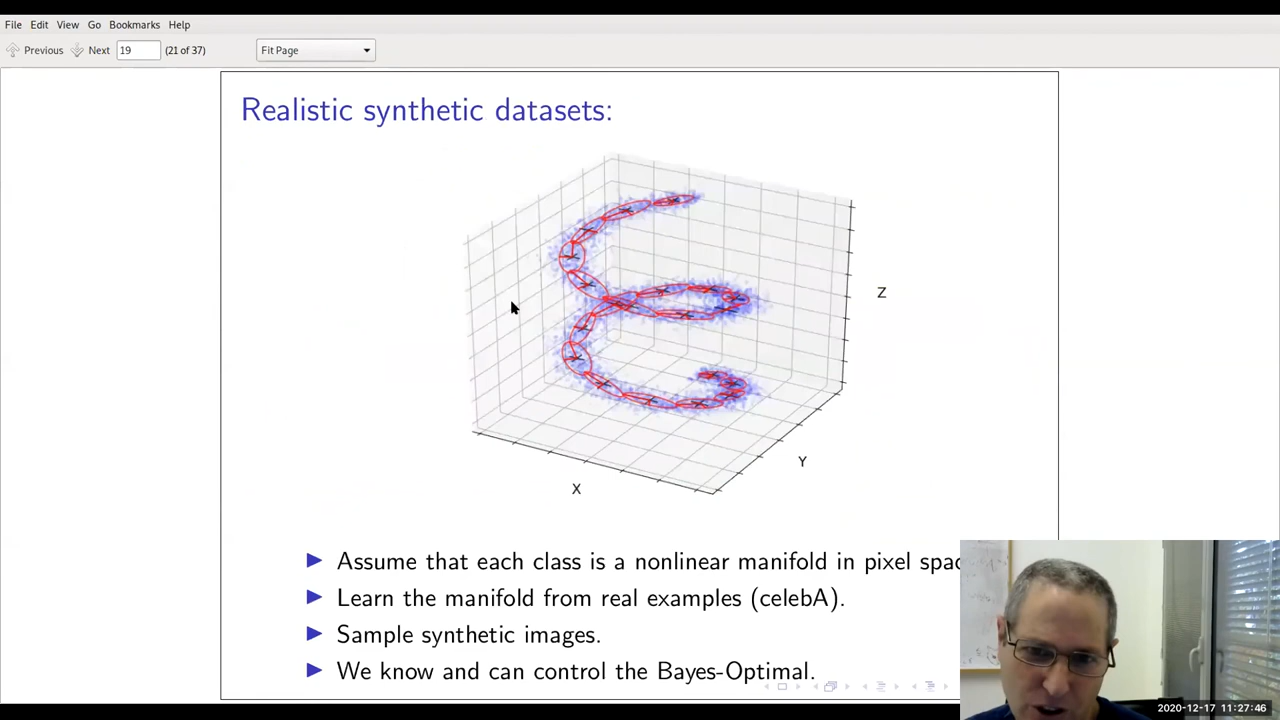 File Edit View Go Bookmarks Help
Previous Next 19 (21 of 37) Fit Page
Realistic synthetic datasets:
Z
Y
X
Assume that each class is a nonlinear manifold in pixel spac
Learn the manifold from real examples (celebA).
Sample synthetic images.
We know and can control the Bayes-Optimal.
2020-12-17 11:27:46